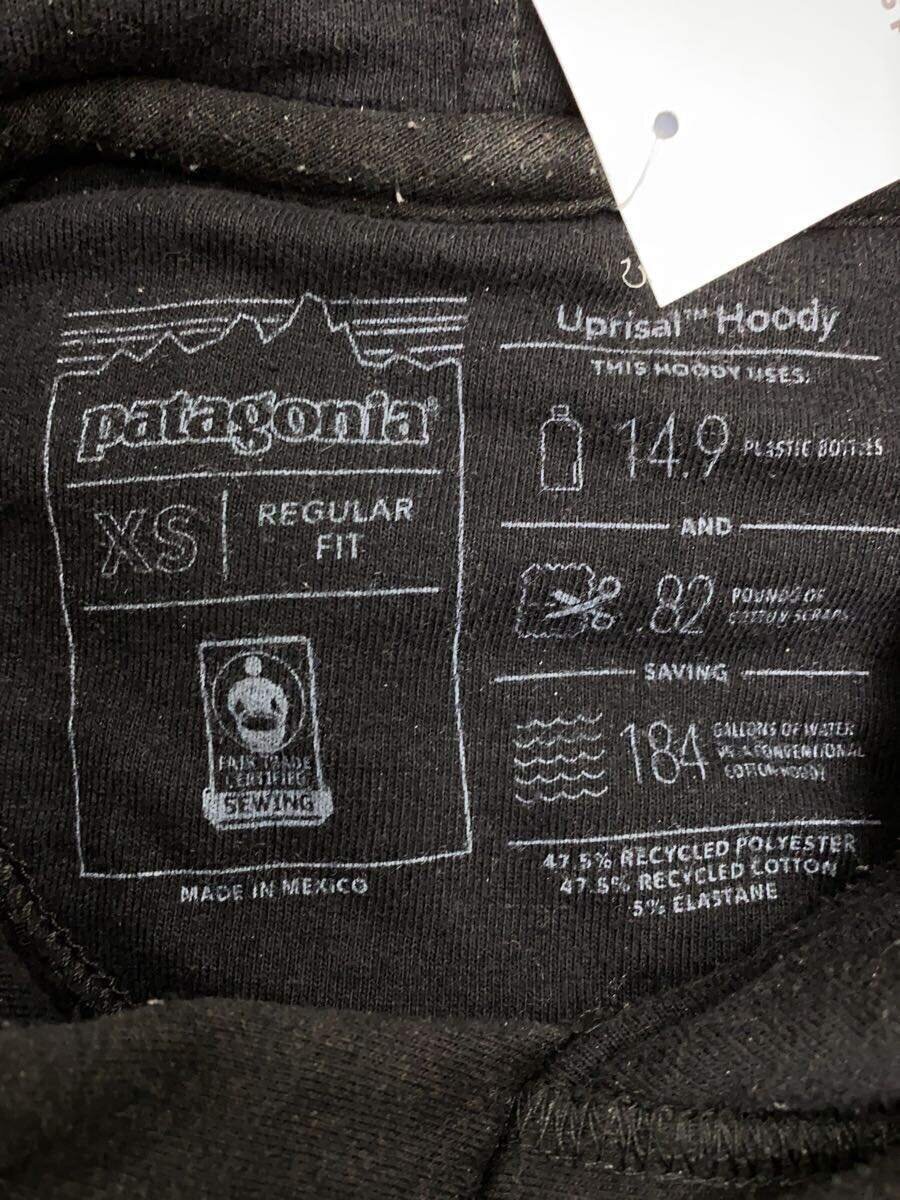 patagonia®
XS
REGULAR
FIT
FAIR TRADE
CERTIFIED
SEWING
MADE IN MEXICO
Uprisal™ Hoody
THIS HOODY USES:
14.9 PLASTIC BOTTLES
AND
.82 POUNDS OF
COTTON SCRAPS
SAVING
184 GALLONS OF WATER
VS. A CONVENTIONAL
COTTON HOODY
47.5% RECYCLED POLYESTER
47.5% RECYCLED COTTON
5% ELASTANE